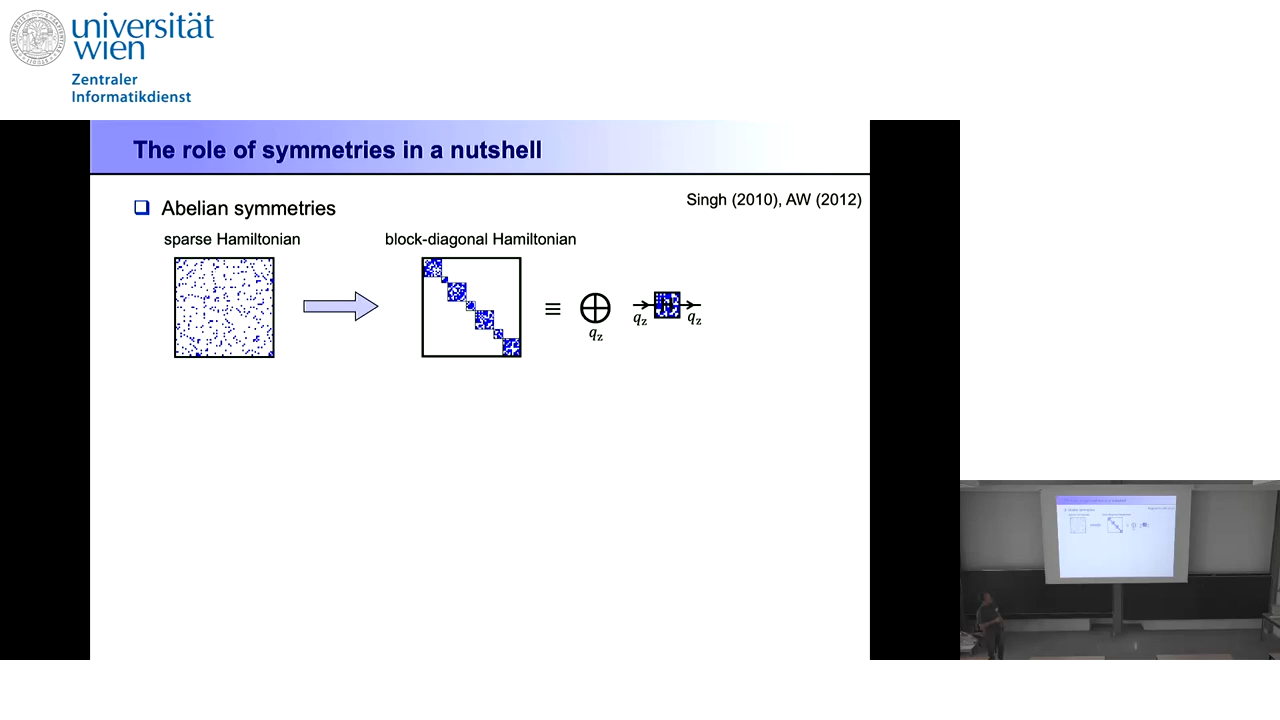 universität
wien
Zentraler
Informatikdienst
The role of symmetries in a nutshell
Singh (2010), AW (2012)
❑ Abelian symmetries
sparse Hamiltonian
block-diagonal Hamiltonian
≡ ⊕ H
qz qz qz